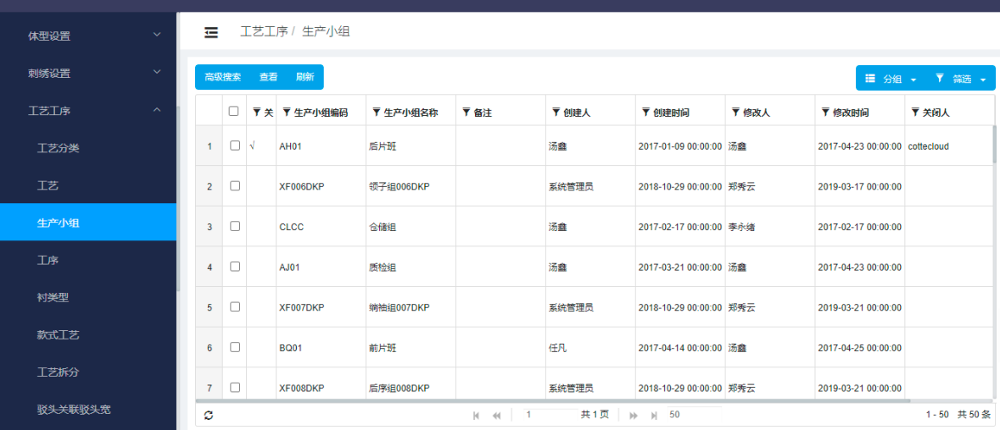 体型设置
刺绣设置
工艺工序
工艺分类
工艺
生产小组
工序
衬类型
款式工艺
工艺拆分
驳头关联驳头宽
工艺工序 / 生产小组
高级搜索 查看 刷新
分组 筛选
关 生产小组编码 生产小组名称 备注 创建人 创建时间 修改人 修改时间 关闭人
1 √ AH01 后片班 汤鑫 2017-01-09 00:00:00 汤鑫 2017-04-23 00:00:00 cottecloud
2 XF006DKP 领子组006DKP 系统管理员 2018-10-29 00:00:00 郑秀云 2019-03-17 00:00:00
3 CLCC 仓储组 汤鑫 2017-02-17 00:00:00 李永绪 2017-02-17 00:00:00
4 AJ01 质检组 汤鑫 2017-03-21 00:00:00 汤鑫 2017-04-23 00:00:00
5 XF007DKP 绱袖组007DKP 系统管理员 2018-10-29 00:00:00 郑秀云 2019-03-21 00:00:00
6 BQ01 前片班 任凡 2017-04-14 00:00:00 汤鑫 2017-04-25 00:00:00
7 XF008DKP 后序组008DKP 系统管理员 2018-10-29 00:00:00 郑秀云 2019-03-21 00:00:00
1 共 1 页 50 1 - 50 共 50 条